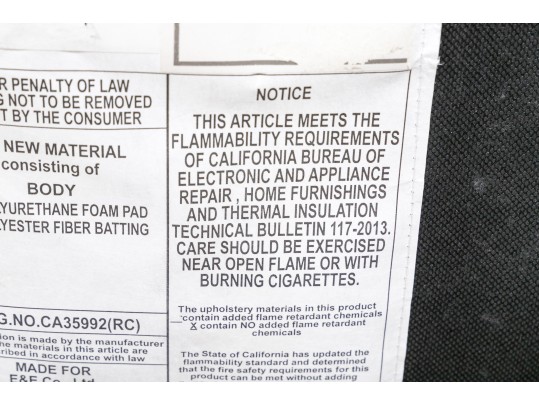 R PENALTY OF LAW
NOT TO BE REMOVED
T BY THE CONSUMER
NEW MATERIAL
consisting of
BODY
YURETHANE FOAM PAD
YESTER FIBER BATTING
G.NO.CA35992(RC)
ion is made by the manufacturer
he materials in this article are
ribed in accordance with law
MADE FOR
E&E Co., Ltd
NOTICE
THIS ARTICLE MEETS THE
FLAMMABILITY REQUIREMENTS
OF CALIFORNIA BUREAU OF
ELECTRONIC AND APPLIANCE
REPAIR , HOME FURNISHINGS
AND THERMAL INSULATION
TECHNICAL BULLETIN 117-2013.
CARE SHOULD BE EXERCISED
NEAR OPEN FLAME OR WITH
BURNING CIGARETTES.
The upholstery materials in this product
__contain added flame retardant chemicals
X contain NO added flame retardant
chemicals
The State of California has updated the
flammability standard and determined
that the fire safety requirements for this
product can be met without adding